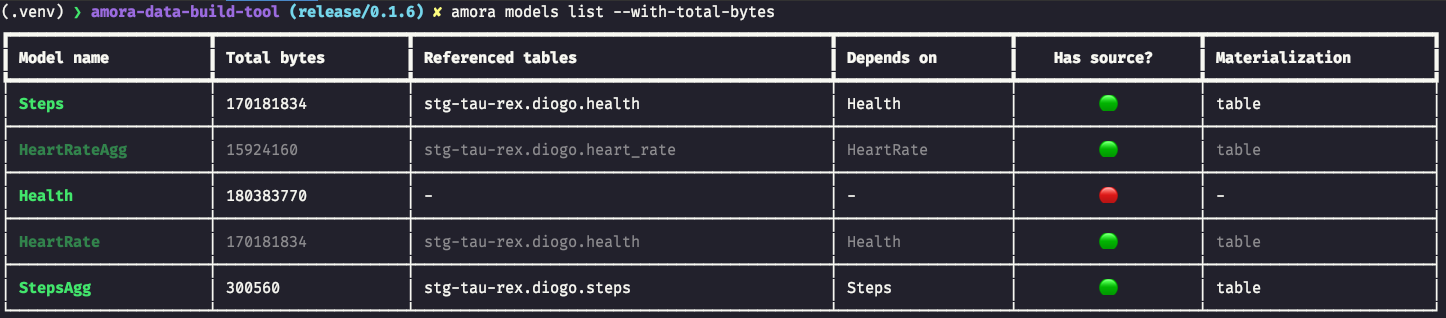 (.venv) ❯ amora-data-build-tool (release/0.1.6) ✘ amora models list --with-total-bytes
Model name Total bytes Referenced tables Depends on Has source? Materialization
Steps 170181834 stg-tau-rex.diogo.health Health 🟢 table
HeartRateAgg 15924160 stg-tau-rex.diogo.heart_rate HeartRate 🟢 table
Health 180383770 - - 🔴 -
HeartRate 170181834 stg-tau-rex.diogo.health Health 🟢 table
StepsAgg 300560 stg-tau-rex.diogo.steps Steps 🟢 table